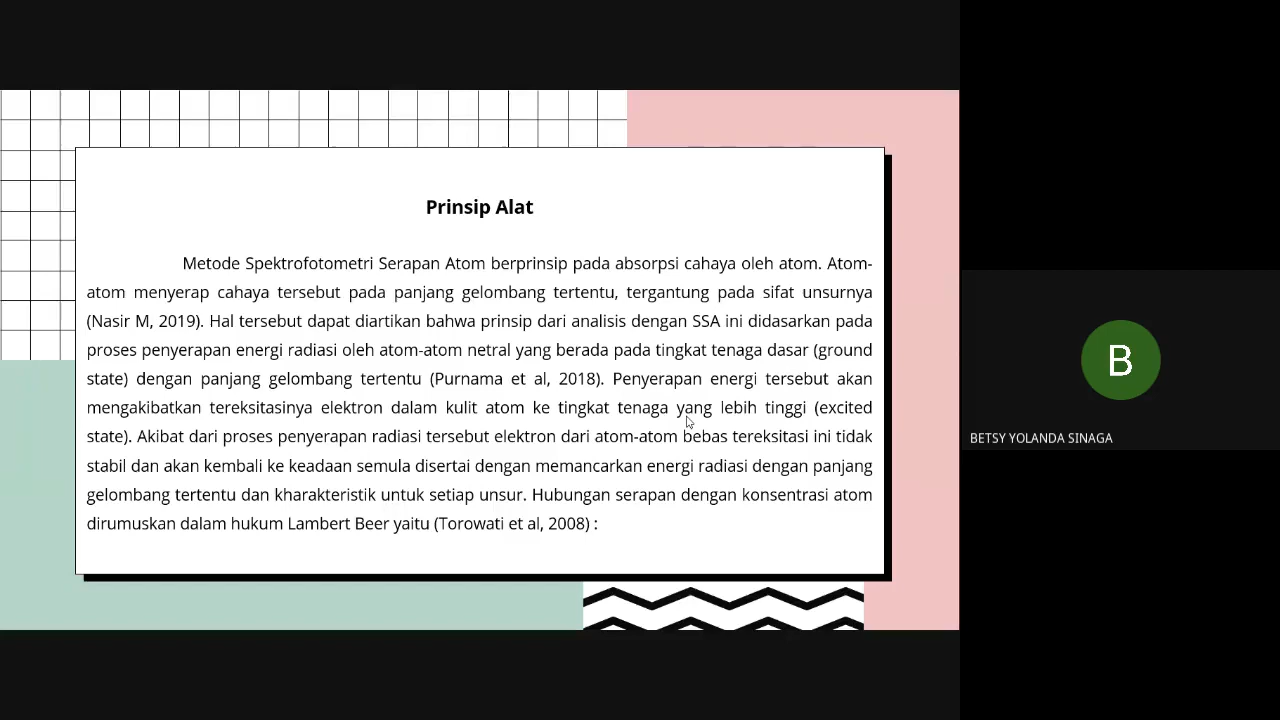 Prinsip Alat
Metode Spektrofotometri Serapan Atom berprinsip pada absorpsi cahaya oleh atom. Atom-
atom menyerap cahaya tersebut pada panjang gelombang tertentu, tergantung pada sifat unsurnya
(Nasir M, 2019). Hal tersebut dapat diartikan bahwa prinsip dari analisis dengan SSA ini didasarkan pada
proses penyerapan energi radiasi oleh atom-atom netral yang berada pada tingkat tenaga dasar (ground
state) dengan panjang gelombang tertentu (Purnama et al, 2018). Penyerapan energi tersebut akan
mengakibatkan tereksitasinya elektron dalam kulit atom ke tingkat tenaga yang lebih tinggi (excited
state). Akibat dari proses penyerapan radiasi tersebut elektron dari atom-atom bebas tereksitasi ini tidak
stabil dan akan kembali ke keadaan semula disertai dengan memancarkan energi radiasi dengan panjang
gelombang tertentu dan kharakteristik untuk setiap unsur. Hubungan serapan dengan konsentrasi atom
dirumuskan dalam hukum Lambert Beer yaitu (Torowati et al, 2008) :
B
BETSY YOLANDA SINAGA